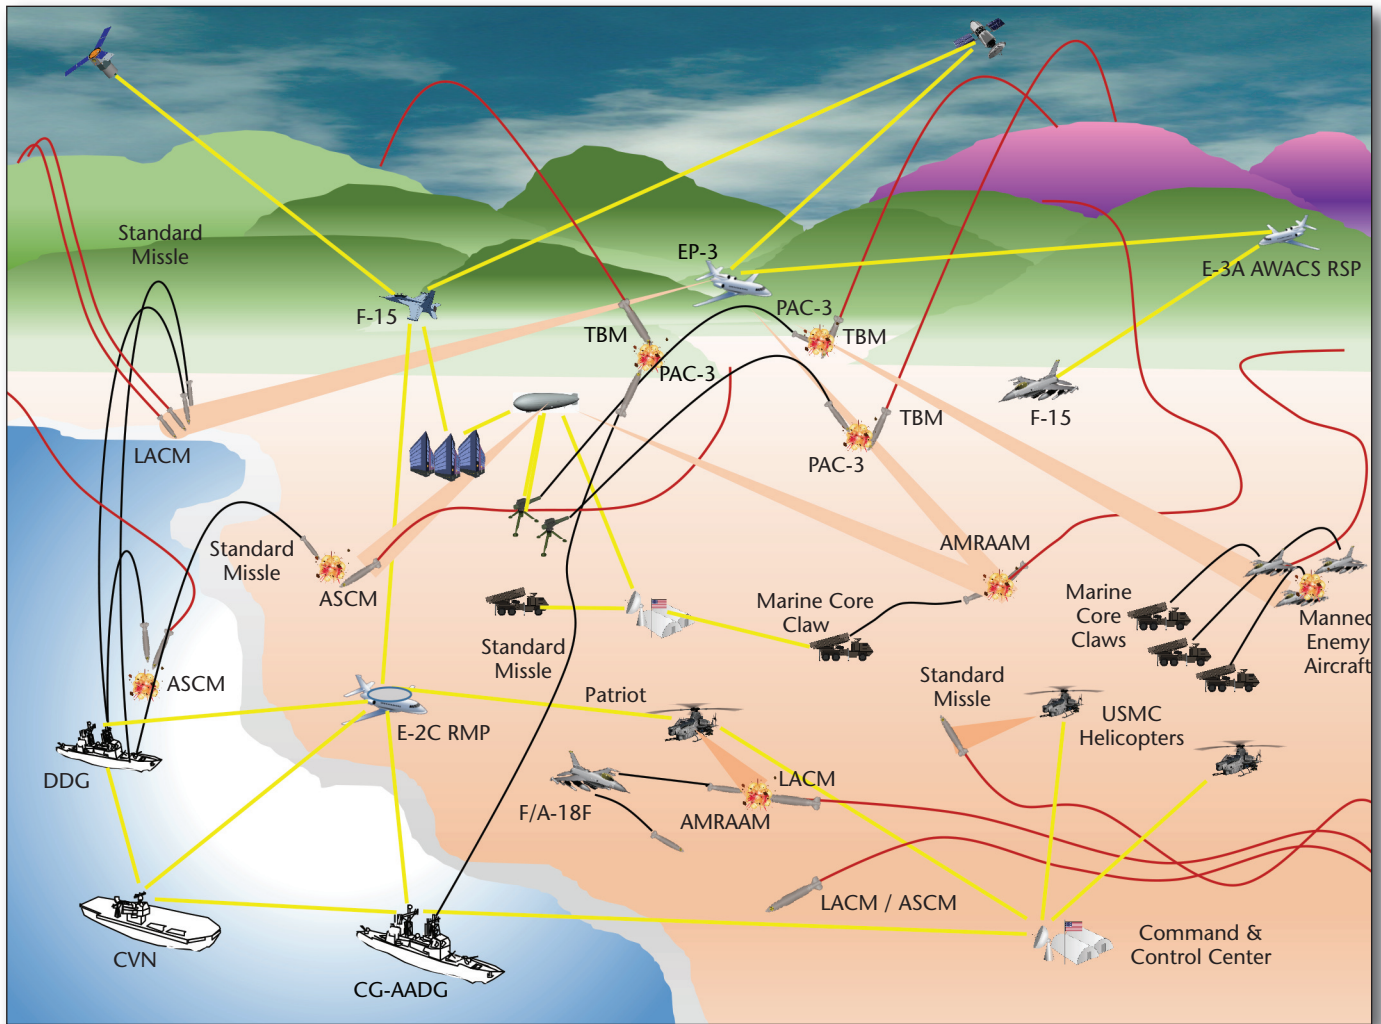 Standard
Missle
EP-3
E-3A AWACS RSP
F-15
TBM
PAC-3
TBM
PAC-3
F-15
TBM
PAC-3
LACM
Standard
Missle
ASCM
AMRAAM
Marine Core
Claw
Marine
Core
Claws
Manned
Enemy
Aircraft
Standard
Missle
ASCM
Patriot
Standard
Missle
USMC
Helicopters
E-2C RMP
DDG
LACM
F/A-18F
AMRAAM
LACM / ASCM
Command &
Control Center
CVN
CG-AADG